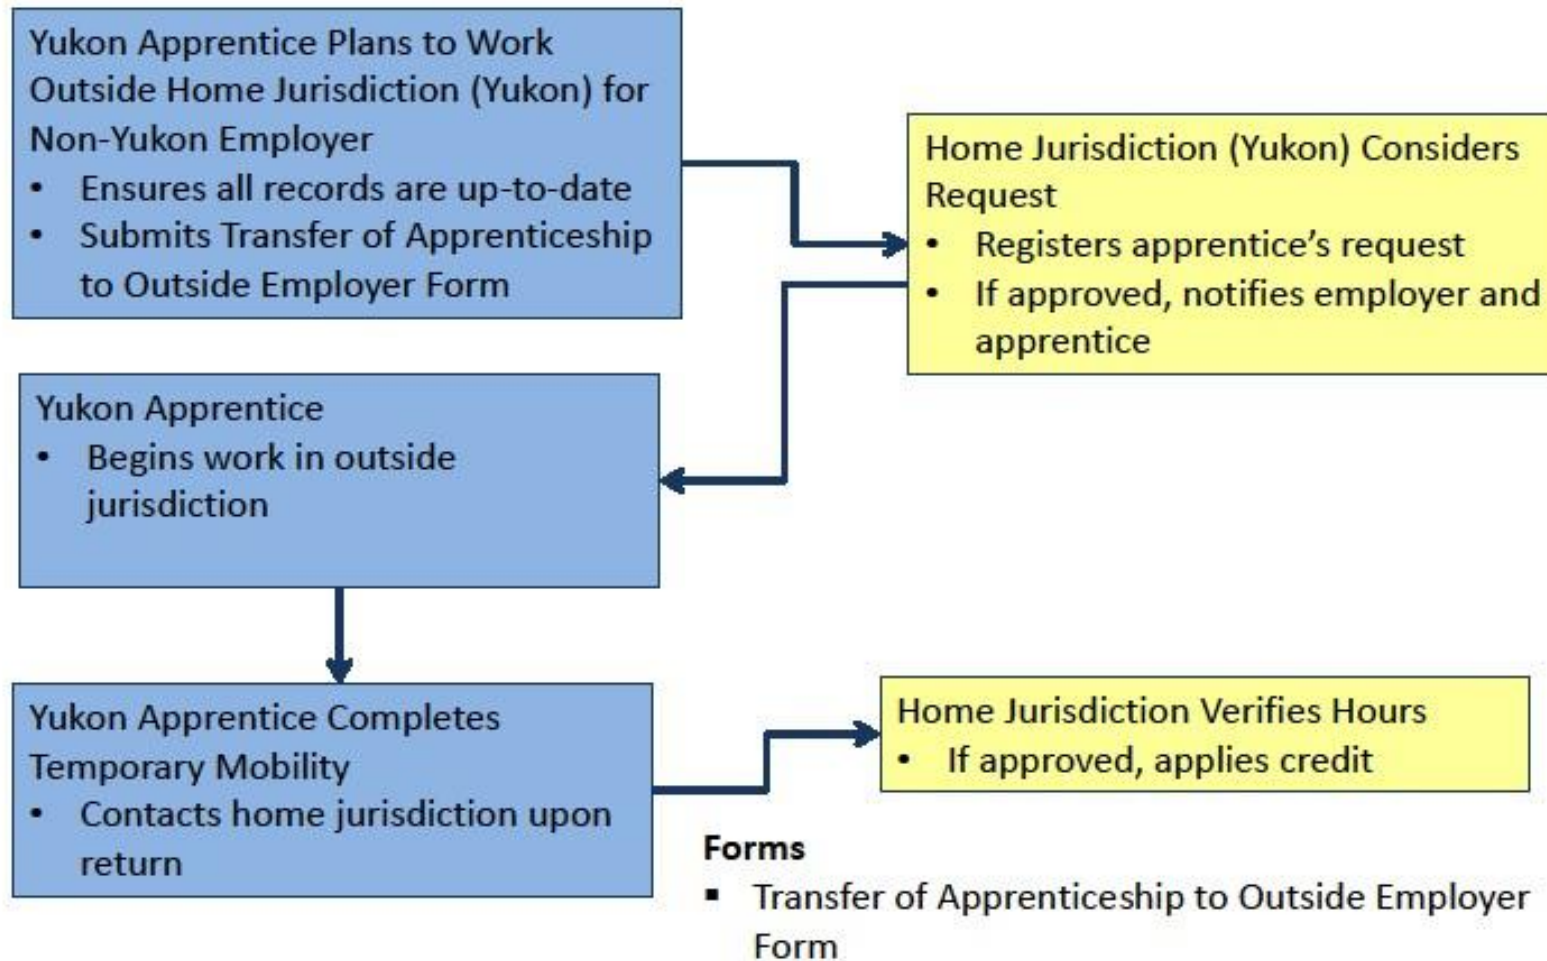 Yukon Apprentice Plans to Work
Outside Home Jurisdiction (Yukon) for
Non-Yukon Employer
• Ensures all records are up-to-date
• Submits Transfer of Apprenticeship
to Outside Employer Form
Home Jurisdiction (Yukon) Considers
Request
• Registers apprentice’s request
• If approved, notifies employer and
apprentice
Yukon Apprentice
• Begins work in outside
jurisdiction
Yukon Apprentice Completes
Temporary Mobility
• Contacts home jurisdiction upon
return
Home Jurisdiction Verifies Hours
• If approved, applies credit
Forms
▪ Transfer of Apprenticeship to Outside Employer
Form